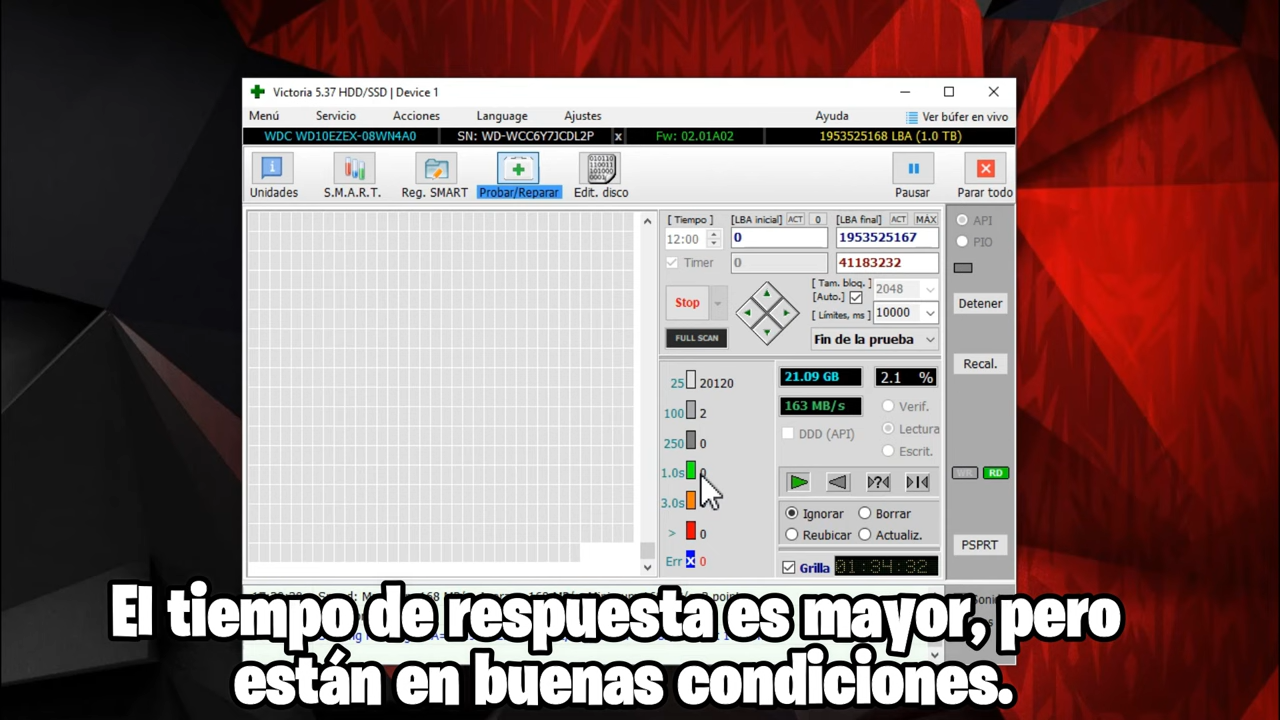 Victoria 5.37 HDD/SSD | Device 1
Menú Servicio Acciones Language Ajustes Ayuda Ver búfer en vivo
WDC WD10EZEX-08WN4A0 SN: WD-WCC6Y7JCDL2P x Fw: 02.01A02 1953525168 LBA (1.0 TB)
Unidades S.M.A.R.T. Reg. SMART Probar/Reparar Edit. disco Pausar Parar todo
[ Tiempo ] [LBA inicial] ACT 0 [LBA final] ACT MÁX
12:00 0 1953525167
Timer 0 41183232
API
PIO
Stop
[ Tam. bloq. ] 2048
[Auto.]
[ Límites, ms ] 10000
FULL SCAN Fin de la prueba
Detener
Recal.
25 20120
100 2
250 0
1.0s 0
3.0s
> 0
Err x 0
21.09 GB 2.1 %
163 MB/s Verif.
DDD (API) Lectura
Escrit.
WR RD
Ignorar Borrar
Reubicar Actualiz.
PSPRT
Grilla 01:34:32
El tiempo de respuesta es mayor, pero
están en buenas condiciones.